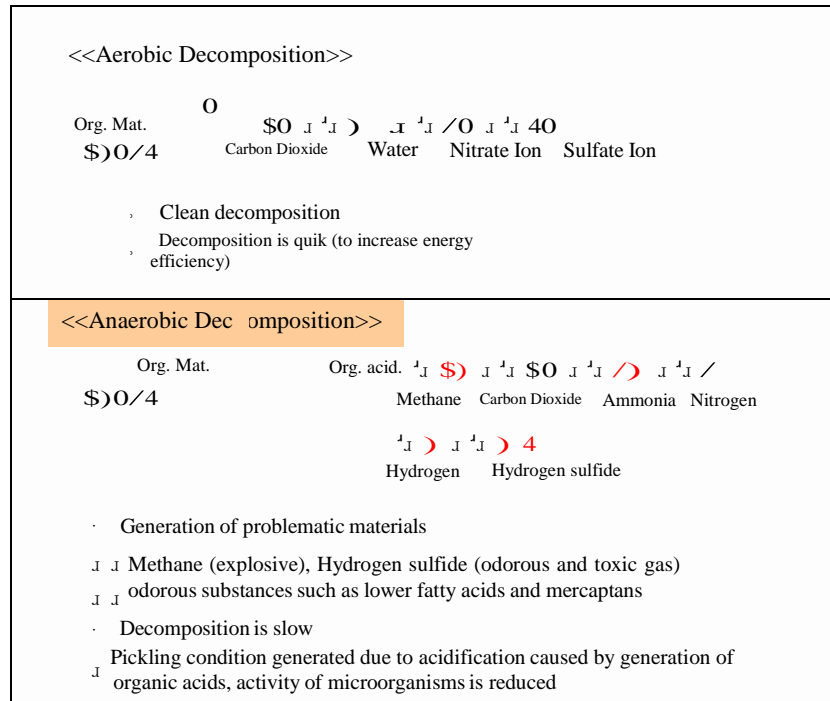 <<Aerobic Decomposition>>
O
Org. Mat.
$)O/4
$O ) /O 4O
Carbon Dioxide Water Nitrate Ion Sulfate Ion
Clean decomposition
Decomposition is quik (to increase energy
efficiency)
<<Anaerobic Dec omposition>>
Org. Mat. Org. acid. $) $O /) /
$)O/4 Methane Carbon Dioxide Ammonia Nitrogen
) ) 4
Hydrogen Hydrogen sulfide
· Generation of problematic materials
Methane (explosive), Hydrogen sulfide (odorous and toxic gas)
odorous substances such as lower fatty acids and mercaptans
· Decomposition is slow
Pickling condition generated due to acidification caused by generation of
organic acids, activity of microorganisms is reduced